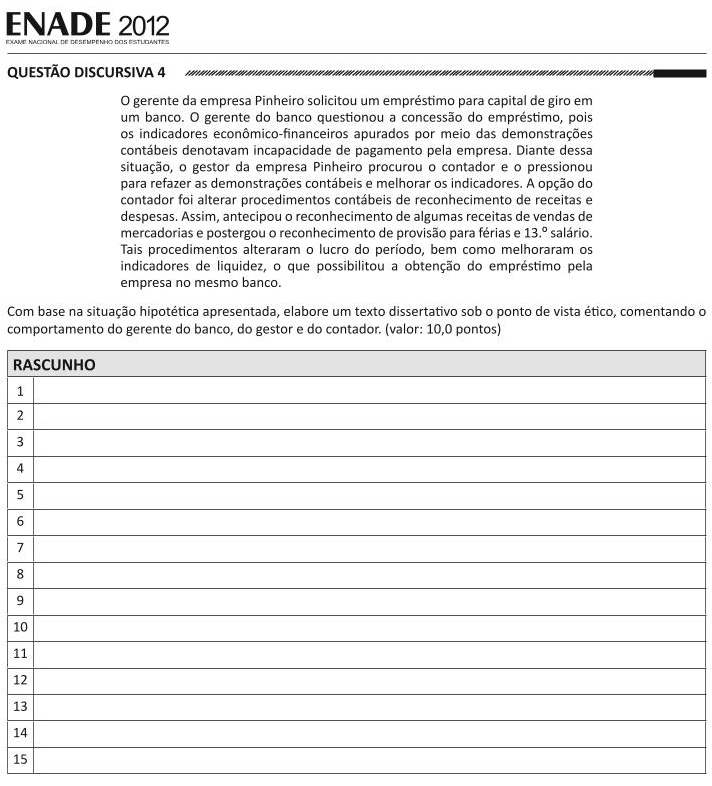 ENADE 2012
EXAME NACIONAL DE DESEMPENHO DOS ESTUDANTES
QUESTÃO DISCURSIVA 4
O gerente da empresa Pinheiro solicitou um empréstimo para capital de giro em
um banco. O gerente do banco questionou a concessão do empréstimo, pois
os indicadores econômico-financeiros apurados por meio das demonstrações
contábeis denotavam incapacidade de pagamento pela empresa. Diante dessa
situação, o gestor da empresa Pinheiro procurou o contador e o pressionou
para refazer as demonstrações contábeis e melhorar os indicadores. A opção do
contador foi alterar procedimentos contábeis de reconhecimento de receitas e
despesas. Assim, antecipou o reconhecimento de algumas receitas de vendas de
mercadorias e postergou o reconhecimento de provisão para férias e 13.º salário.
Tais procedimentos alteraram o lucro do período, bem como melhoraram os
indicadores de liquidez, o que possibilitou a obtenção do empréstimo pela
empresa no mesmo banco.
Com base na situação hipotética apresentada, elabore um texto dissertativo sob o ponto de vista ético, comentando o
comportamento do gerente do banco, do gestor e do contador. (valor: 10,0 pontos)
RASCUNHO
1
2
3
4
5
6
7
8
9
10
11
12
13
14
15